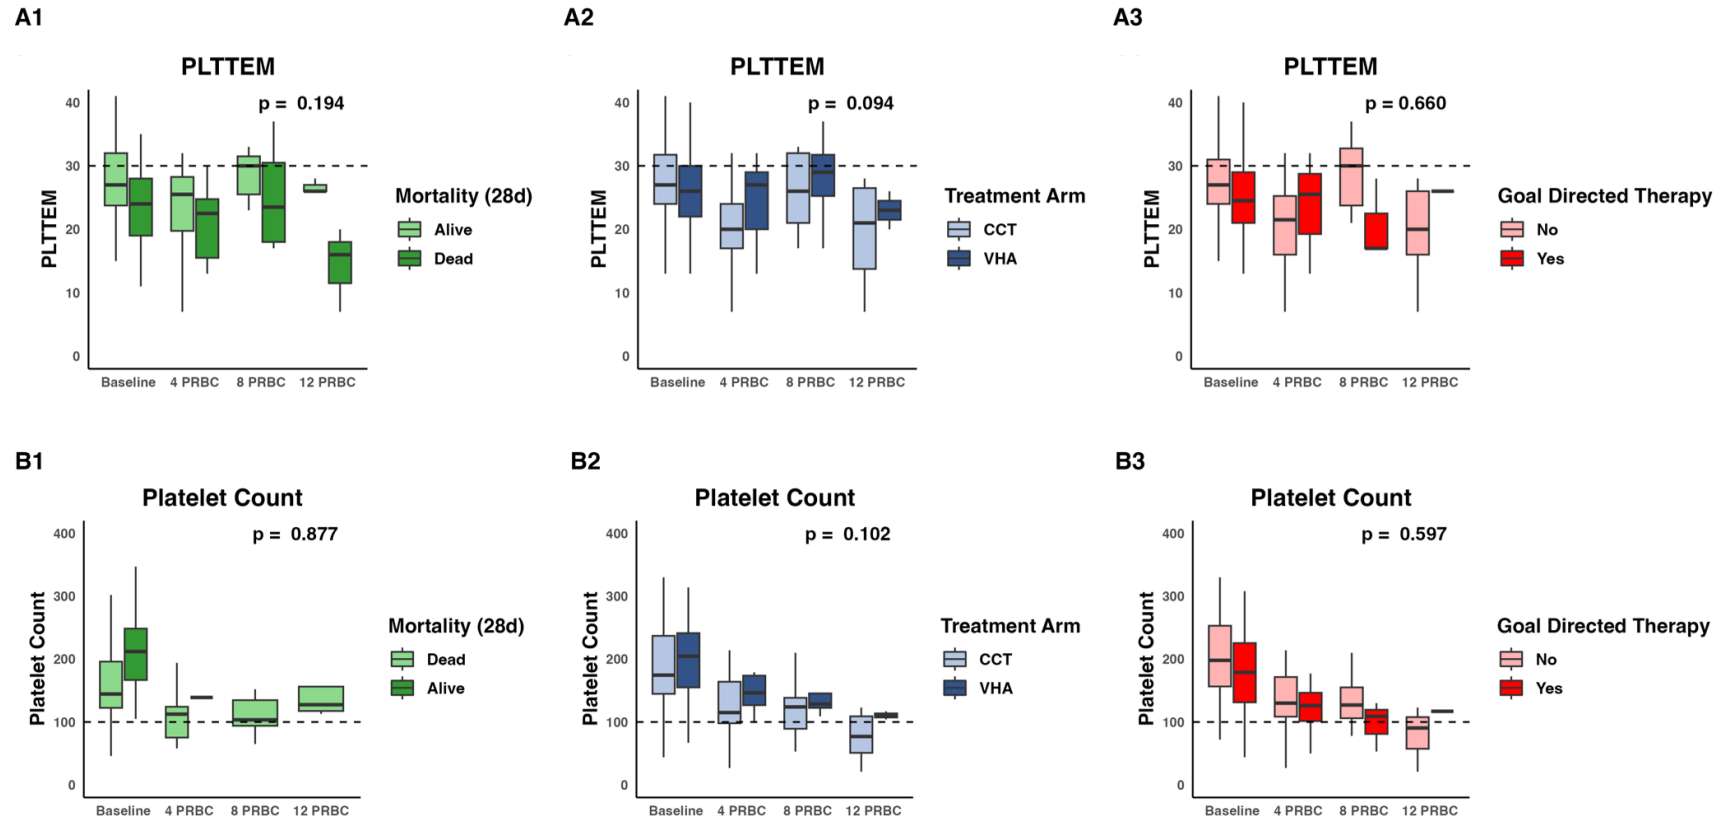 A1
PLTTEM
p = 0.194
PLTTEM
40
30
20
10
0
Baseline 4 PRBC 8 PRBC 12 PRBC
Mortality (28d)
Alive
Dead
A2
PLTTEM
p = 0.094
PLTTEM
40
30
20
10
0
Baseline 4 PRBC 8 PRBC 12 PRBC
Treatment Arm
CCT
VHA
A3
PLTTEM
p = 0.660
PLTTEM
40
30
20
10
0
Baseline 4 PRBC 8 PRBC 12 PRBC
Goal Directed Therapy
No
Yes
B1
Platelet Count
p = 0.877
Platelet Count
400
300
200
100
0
Baseline 4 PRBC 8 PRBC 12 PRBC
Mortality (28d)
Dead
Alive
B2
Platelet Count
p = 0.102
Platelet Count
400
300
200
100
0
Baseline 4 PRBC 8 PRBC 12 PRBC
Treatment Arm
CCT
VHA
B3
Platelet Count
p = 0.597
Platelet Count
400
300
200
100
0
Baseline 4 PRBC 8 PRBC 12 PRBC
Goal Directed Therapy
No
Yes